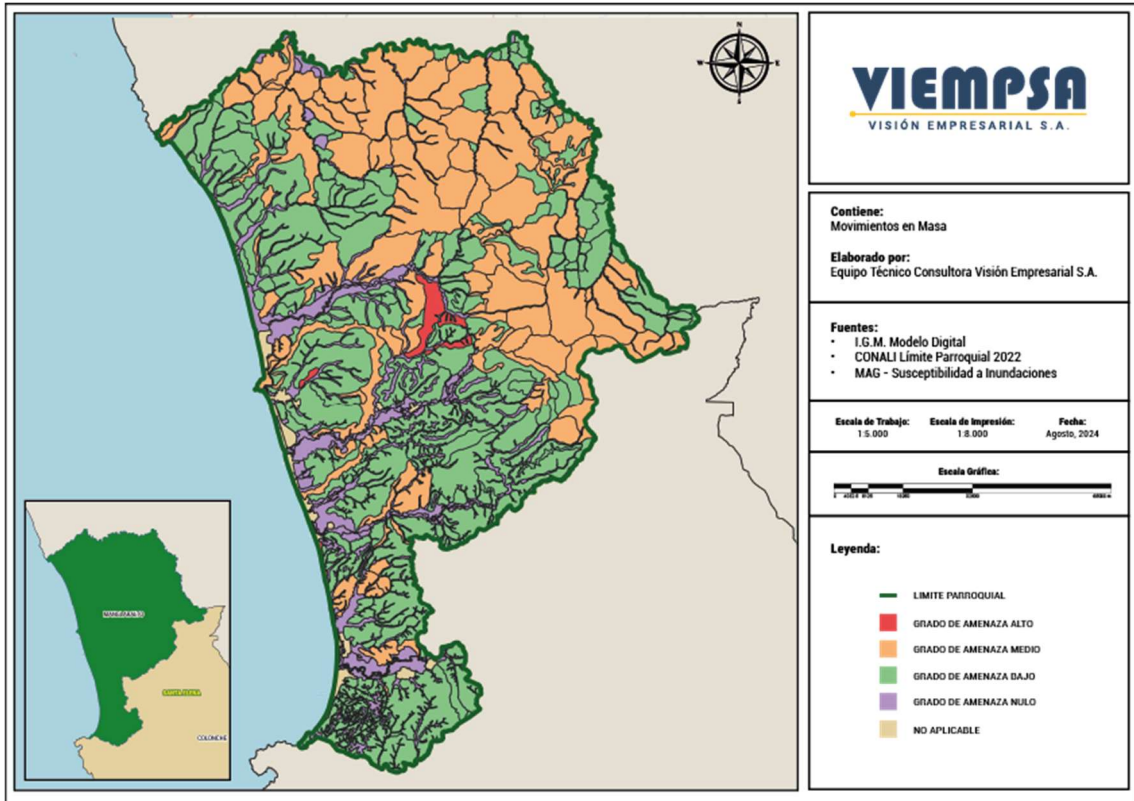 N
W
E
S
VIEMPSA
VISIÓN EMPRESARIAL S.A.
Contiene:
Movimientos en Masa
Elaborado por:
Equipo Técnico Consultora Visión Empresarial S.A.
Fuentes:
• I.G.M. Modelo Digital
• CONALI Límite Parroquial 2022
• MAG - Susceptibilidad a Inundaciones
Escala de Trabajo:
1:5.000
Escala de Impresión:
1:8.000
Fecha:
Agosto, 2024
Escala Gráfica:
0
Leyenda:
LIMITE PARROQUIAL
GRADO DE AMENAZA ALTO
GRADO DE AMENAZA MEDIO
GRADO DE AMENAZA BAJO
GRADO DE AMENAZA NULO
NO APLICABLE
MANGLARALTO
SANTA ELENA
COLONCHE